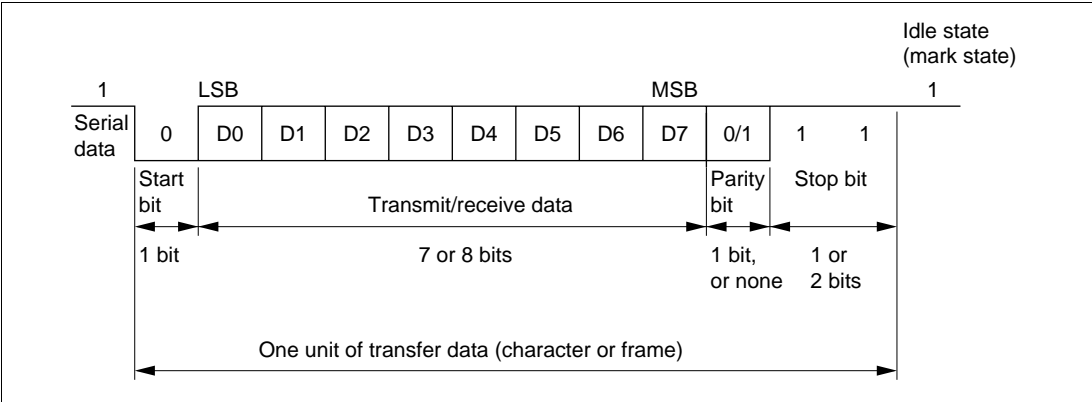 Idle state
(mark state)
1 LSB MSB 1
Serial
data
0 D0 D1 D2 D3 D4 D5 D6 D7 0/1 1 1
Start
bit
Transmit/receive data
Parity
bit
Stop bit
1 bit
7 or 8 bits
1 bit,
or none
1 or
2 bits
One unit of transfer data (character or frame)